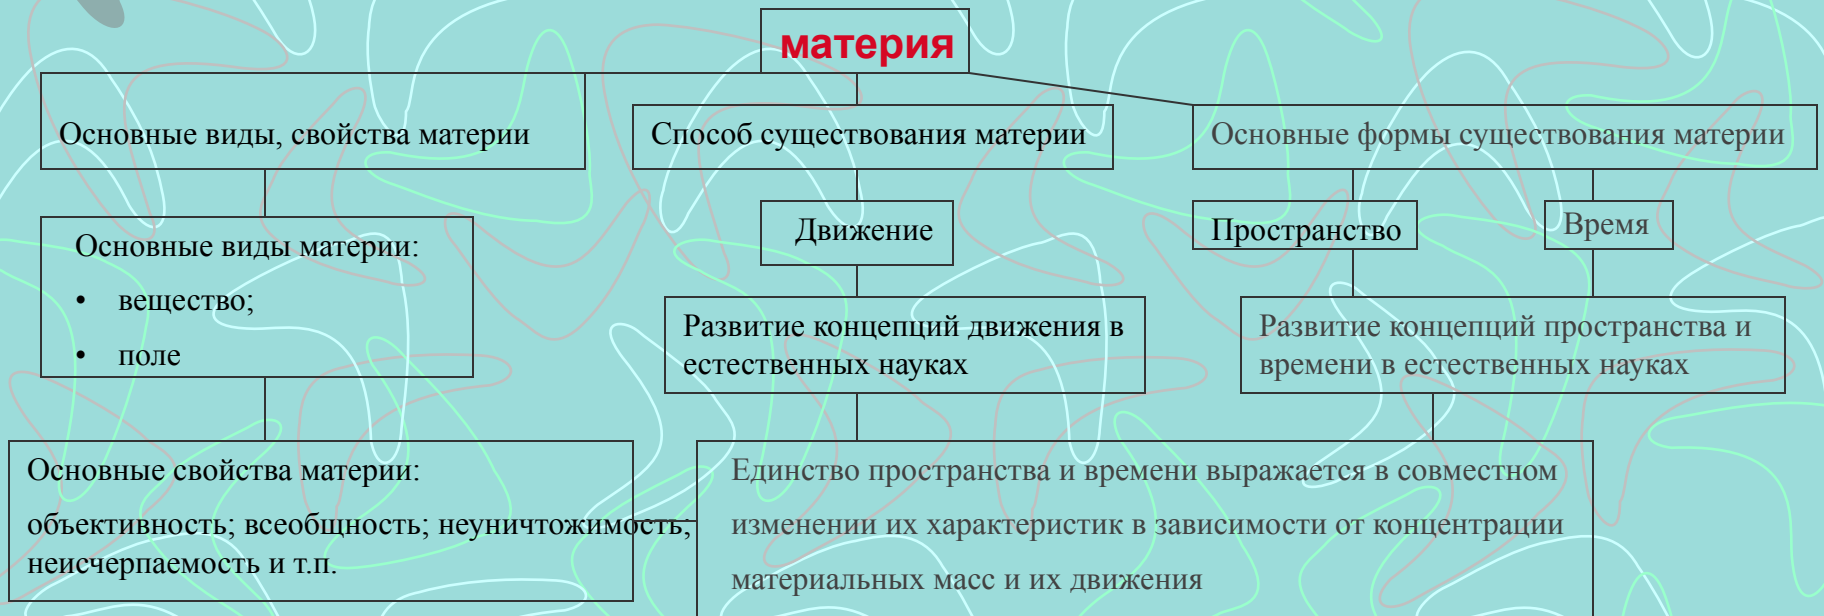 материя
Основные виды, свойства материи
Способ существования материи
Основные формы существования материи
Движение
Пространство
Время
Основные виды материи:
• вещество;
• поле
Развитие концепций движения в
естественных науках
Развитие концепций пространства и
времени в естественных науках
Основные свойства материи:
объективность; всеобщность; неуничтожимость;
неисчерпаемость и т.п.
Единство пространства и времени выражается в совместном
изменении их характеристик в зависимости от концентрации
материальных масс и их движения